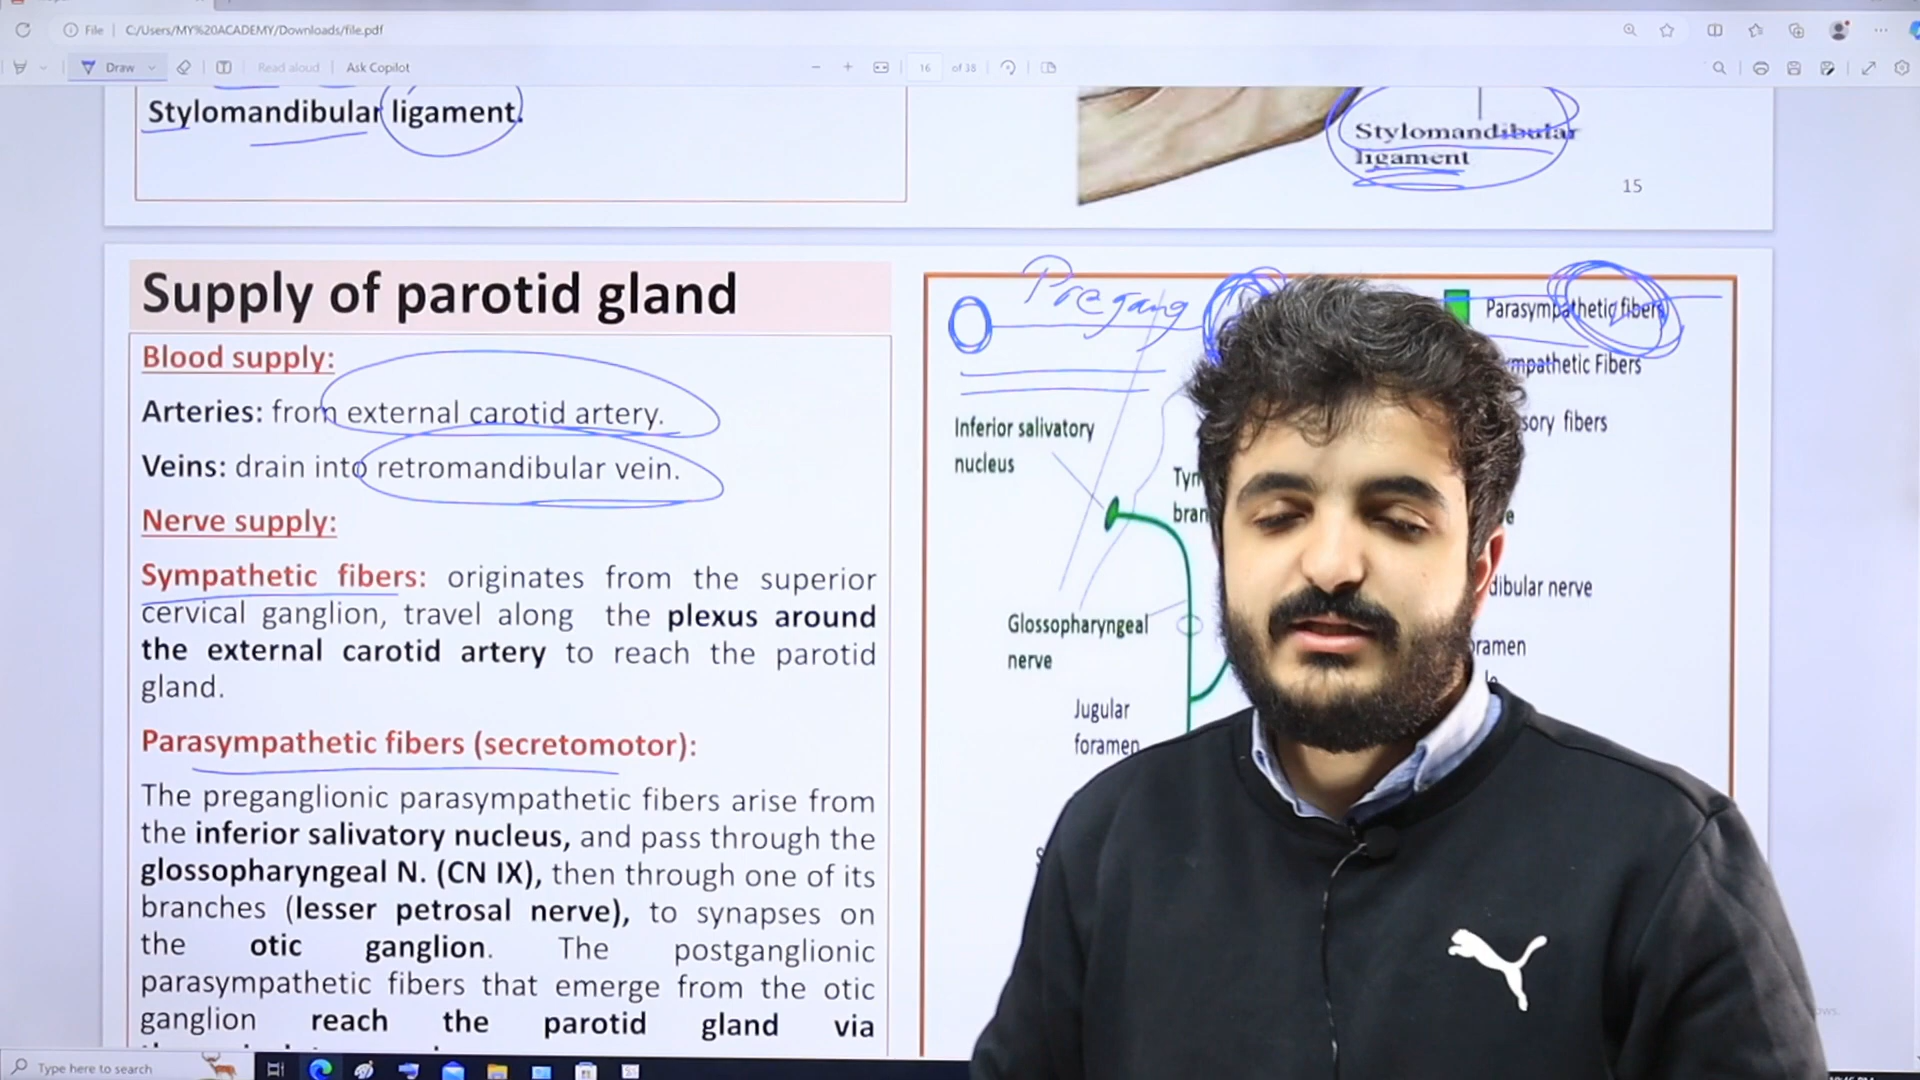 File
C:/Users/MY%20ACADEMY/Downloads/file.pdf
Draw
Read aloud
Ask Copilot
16 of 38
Stylomandibular ligament.
Stylomandibular
ligament
15
Supply of parotid gland
Blood supply:
Arteries: from external carotid artery.
Veins: drain into retromandibular vein.
Nerve supply:
Sympathetic fibers: originates from the superior
cervical ganglion, travel along the plexus around
the external carotid artery to reach the parotid
gland.
Parasympathetic fibers (secretomotor):
The preganglionic parasympathetic fibers arise from
the inferior salivatory nucleus, and pass through the
glossopharyngeal N. (CN IX), then through one of its
branches (lesser petrosal nerve), to synapses on
the otic ganglion. The postganglionic
parasympathetic fibers that emerge from the otic
ganglion reach the parotid gland via
Pregang
Parasympathetic fibers
Fibers
fibers
Inferior salivatory
nucleus
Glossopharyngeal
nerve
nerve
Jugular
foramen
Type here to search